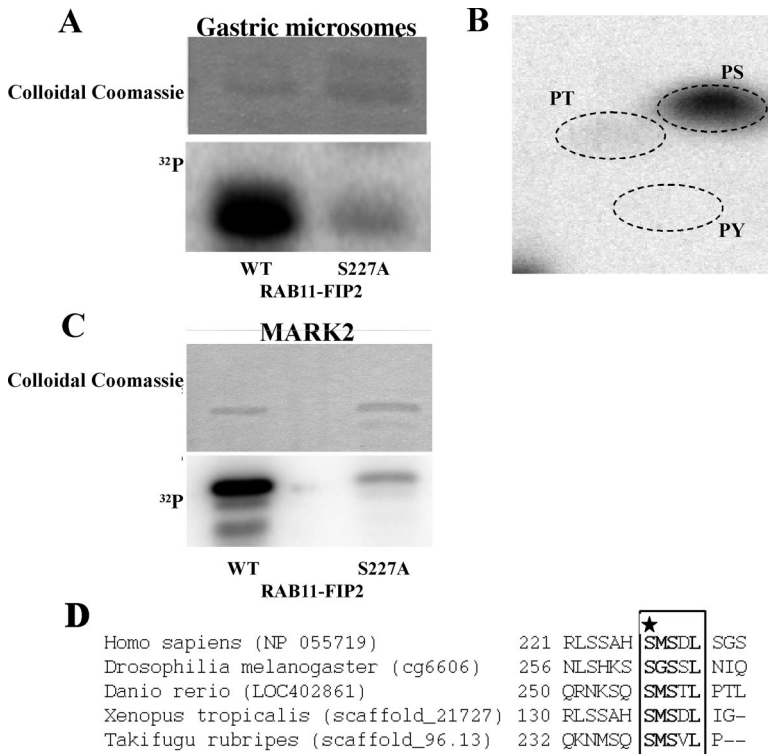 A
Gastric microsomes
Colloidal Coomassie
32P
WT S227A
RAB11-FIP2
B
PT
PS
PY
C
MARK2
Colloidal Coomassie
32P
WT S227A
RAB11-FIP2
D
Homo sapiens (NP 055719) 221 RLSSAH SMSDL SGS
Drosophilia melanogaster (cg6606) 256 NLSHKS SGSSL NIQ
Danio rerio (LOC402861) 250 QRNKSQ SMSTL PTL
Xenopus tropicalis (scaffold_21727) 130 RLSSAH SMSDL IG-
Takifugu rubripes (scaffold_96.13) 232 QKNMSQ SMSVL P--